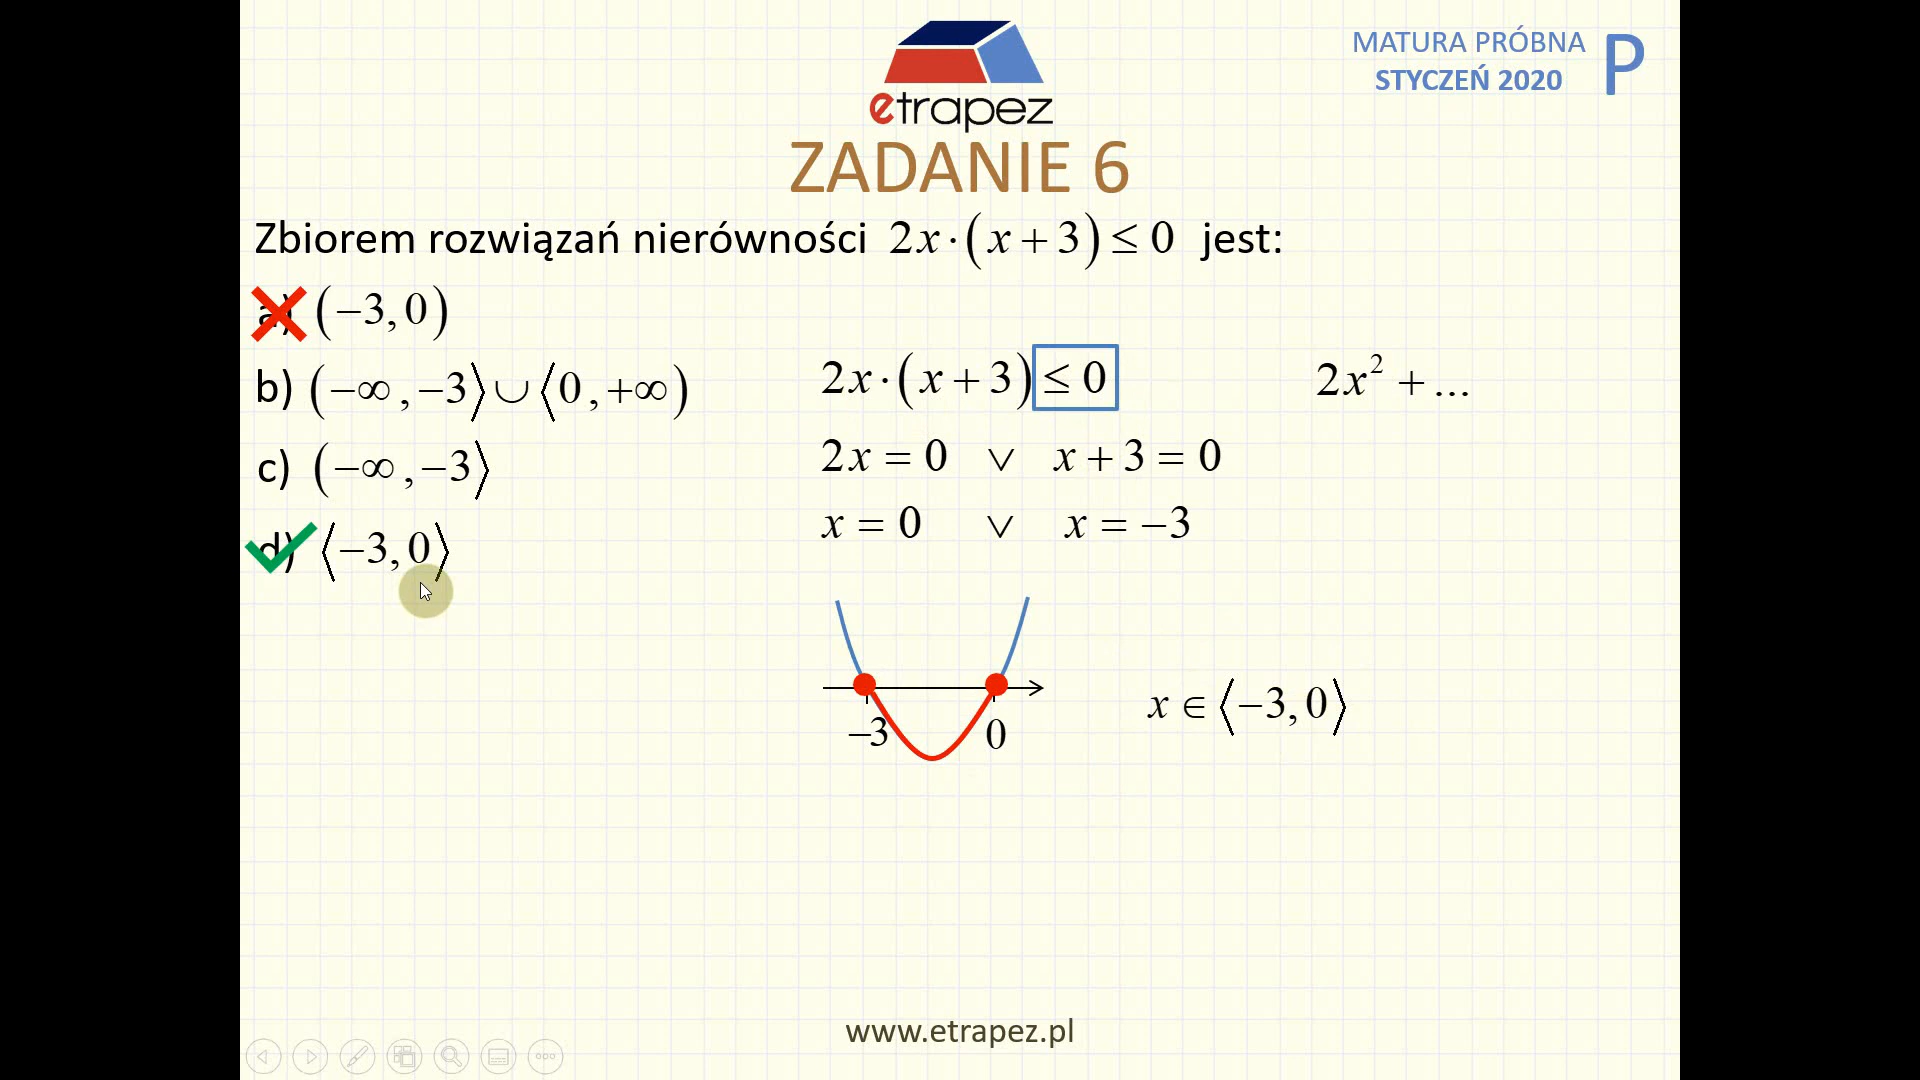 etrapez
MATURA PRÓBNA
STYCZEŃ 2020
P
ZADANIE 6
Zbiorem rozwiązań nierówności 2x·(x+3)≤0 jest:
a) (−3,0)
b) (−∞,−3⟩∪⟨0,+∞)
c) (−∞,−3⟩
d) ⟨−3,0⟩
2x·(x+3)≤0
2x²+...
2x=0 ∨ x+3=0
x=0 ∨ x=−3
−3
0
x∈⟨−3,0⟩
www.etrapez.pl